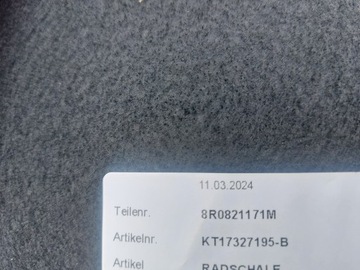 11.03.2024
Teilenr. 8R0821171M
Artikelnr. KT17327195-B
Artikel RADSCHALE